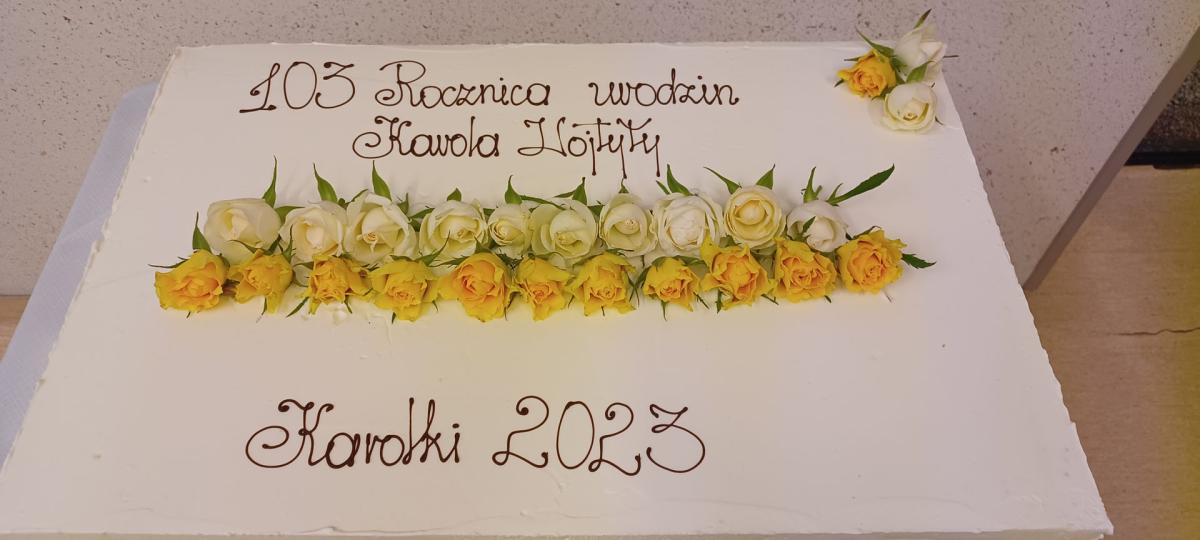 103 Rocznica urodzin
Karola Wojtyły
Karolki 2023